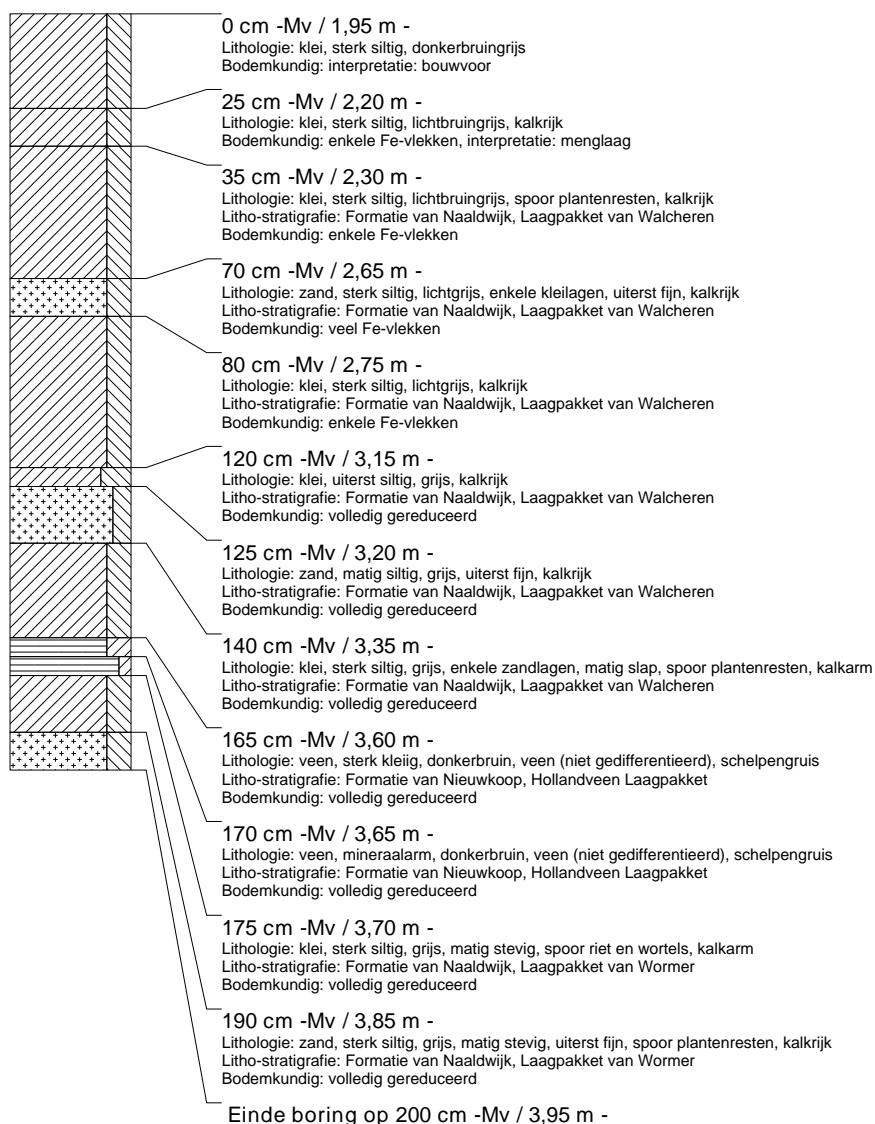 0 cm -Mv / 1,95 m -
Lithologie: klei, sterk siltig, donkerbruingrijs
Bodemkundig: interpretatie: bouwvoor
25 cm -Mv / 2,20 m -
Lithologie: klei, sterk siltig, lichtbruingrijs, kalkrijk
Bodemkundig: enkele Fe-vlekken, interpretatie: menglaag
35 cm -Mv / 2,30 m -
Lithologie: klei, sterk siltig, lichtbruingrijs, spoor plantenresten, kalkrijk
Litho-stratigrafie: Formatie van Naaldwijk, Laagpakket van Walcheren
Bodemkundig: enkele Fe-vlekken
70 cm -Mv / 2,65 m -
Lithologie: zand, sterk siltig, lichtgrijs, enkele kleilagen, uiterst fijn, kalkrijk
Litho-stratigrafie: Formatie van Naaldwijk, Laagpakket van Walcheren
Bodemkundig: veel Fe-vlekken
80 cm -Mv / 2,75 m -
Lithologie: klei, sterk siltig, lichtgrijs, kalkrijk
Litho-stratigrafie: Formatie van Naaldwijk, Laagpakket van Walcheren
Bodemkundig: enkele Fe-vlekken
120 cm -Mv / 3,15 m -
Lithologie: klei, uiterst siltig, grijs, kalkrijk
Litho-stratigrafie: Formatie van Naaldwijk, Laagpakket van Walcheren
Bodemkundig: volledig gereduceerd
125 cm -Mv / 3,20 m -
Lithologie: zand, matig siltig, grijs, uiterst fijn, kalkrijk
Litho-stratigrafie: Formatie van Naaldwijk, Laagpakket van Walcheren
Bodemkundig: volledig gereduceerd
140 cm -Mv / 3,35 m -
Lithologie: klei, sterk siltig, grijs, enkele zandlagen, matig slap, spoor plantenresten, kalkarm
Litho-stratigrafie: Formatie van Naaldwijk, Laagpakket van Walcheren
Bodemkundig: volledig gereduceerd
165 cm -Mv / 3,60 m -
Lithologie: veen, sterk kleiig, donkerbruin, veen (niet gedifferentieerd), schelpengruis
Litho-stratigrafie: Formatie van Nieuwkoop, Hollandveen Laagpakket
Bodemkundig: volledig gereduceerd
170 cm -Mv / 3,65 m -
Lithologie: veen, mineraalarm, donkerbruin, veen (niet gedifferentieerd), schelpengruis
Litho-stratigrafie: Formatie van Nieuwkoop, Hollandveen Laagpakket
Bodemkundig: volledig gereduceerd
175 cm -Mv / 3,70 m -
Lithologie: klei, sterk siltig, grijs, matig stevig, spoor riet en wortels, kalkarm
Litho-stratigrafie: Formatie van Naaldwijk, Laagpakket van Wormer
Bodemkundig: volledig gereduceerd
190 cm -Mv / 3,85 m -
Lithologie: zand, sterk siltig, grijs, matig stevig, uiterst fijn, spoor plantenresten, kalkrijk
Litho-stratigrafie: Formatie van Naaldwijk, Laagpakket van Wormer
Bodemkundig: volledig gereduceerd
Einde boring op 200 cm -Mv / 3,95 m -